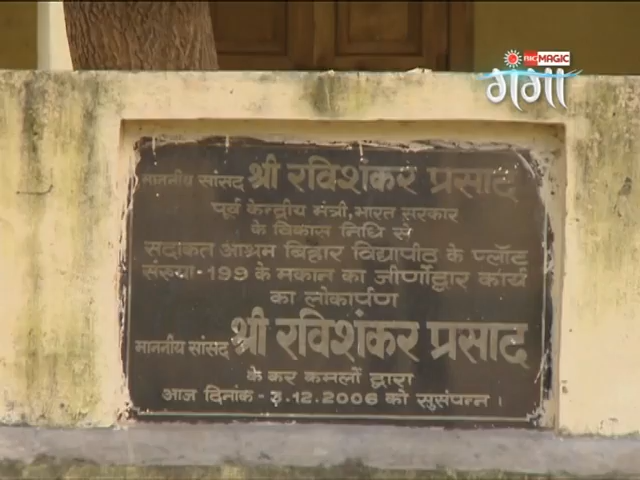 BIG MAGIC
गंगा
माननीय सांसद श्री रविशंकर प्रसाद
पूर्व केन्द्रीय मंत्री, भारत सरकार
के विकास निधि से
सदाकत आश्रम बिहार विद्यापीठ के प्लॉट
संख्या-199 के मकान का जीर्णोद्वार कार्य
का लोकार्पण
माननीय सांसद श्री रविशंकर प्रसाद
के कर कमलों द्वारा
आज दिनांक - 3.12.2006 को सुसंपन्न ।